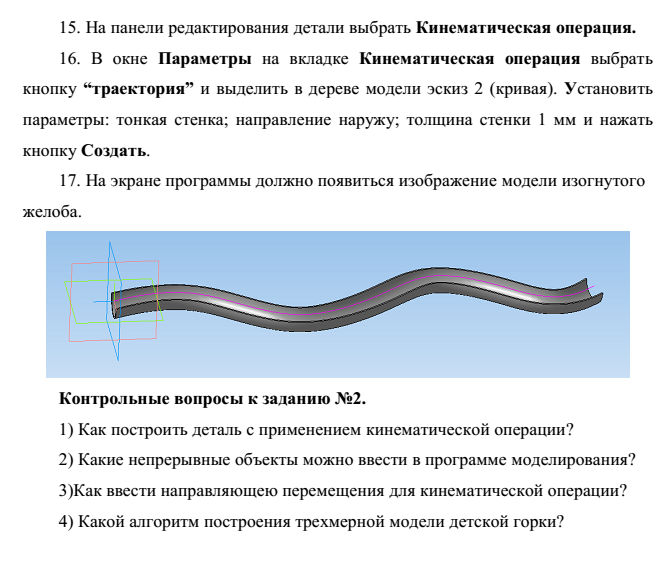 15. На панели редактирования детали выбрать Кинематическая операция.
16. В окне Параметры на вкладке Кинематическая операция выбрать
кнопку “траектория” и выделить в дереве модели эскиз 2 (кривая). Установить
параметры: тонкая стенка; направление наружу; толщина стенки 1 мм и нажать
кнопку Создать.
17. На экране программы должно появиться изображение модели изогнутого
желоба.
Контрольные вопросы к заданию №2.
1) Как построить деталь с применением кинематической операции?
2) Какие непрерывные объекты можно ввести в программе моделирования?
3)Как ввести направляющею перемещения для кинематической операции?
4) Какой алгоритм построения трехмерной модели детской горки?